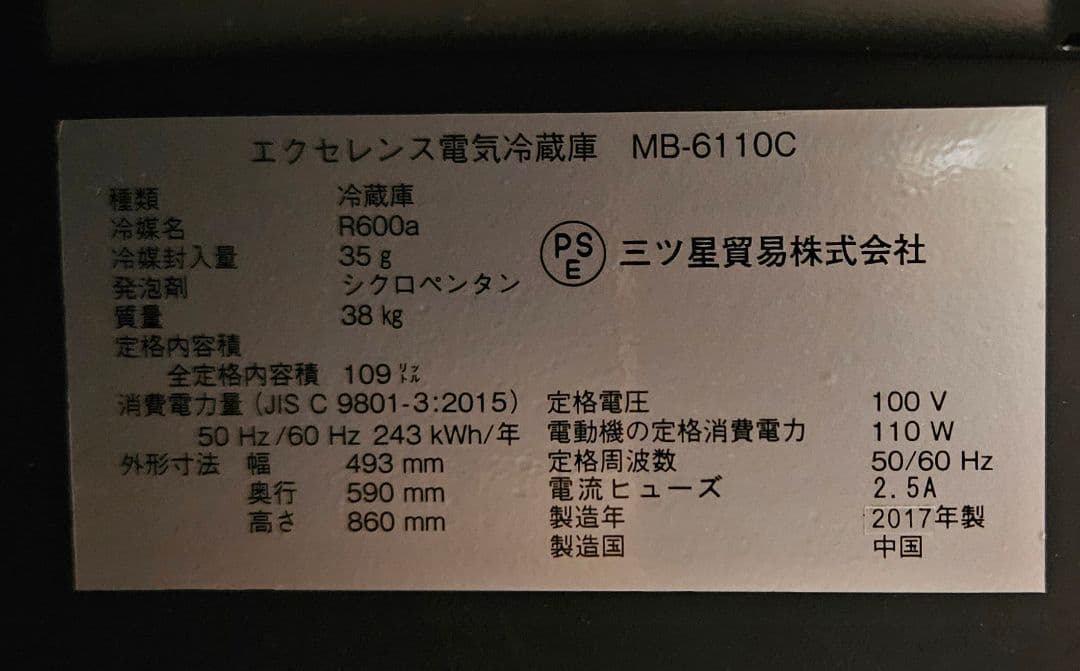 エクセレンス電気冷蔵庫 MB-6110C
種類 冷蔵庫
冷媒名 R600a
冷媒封入量 35 g
発泡剤 シクロペンタン
質量 38 kg
PSE 三ツ星貿易株式会社
定格内容積
全定格内容積 109 ㍑
消費電力量 (JIS C 9801-3:2015)
50 Hz/60 Hz 243 kWh/年
外形寸法 幅 493 mm
奥行 590 mm
高さ 860 mm
定格電圧 100 V
電動機の定格消費電力 110 W
定格周波数 50/60 Hz
電流ヒューズ 2.5A
製造年 2017年製
製造国 中国